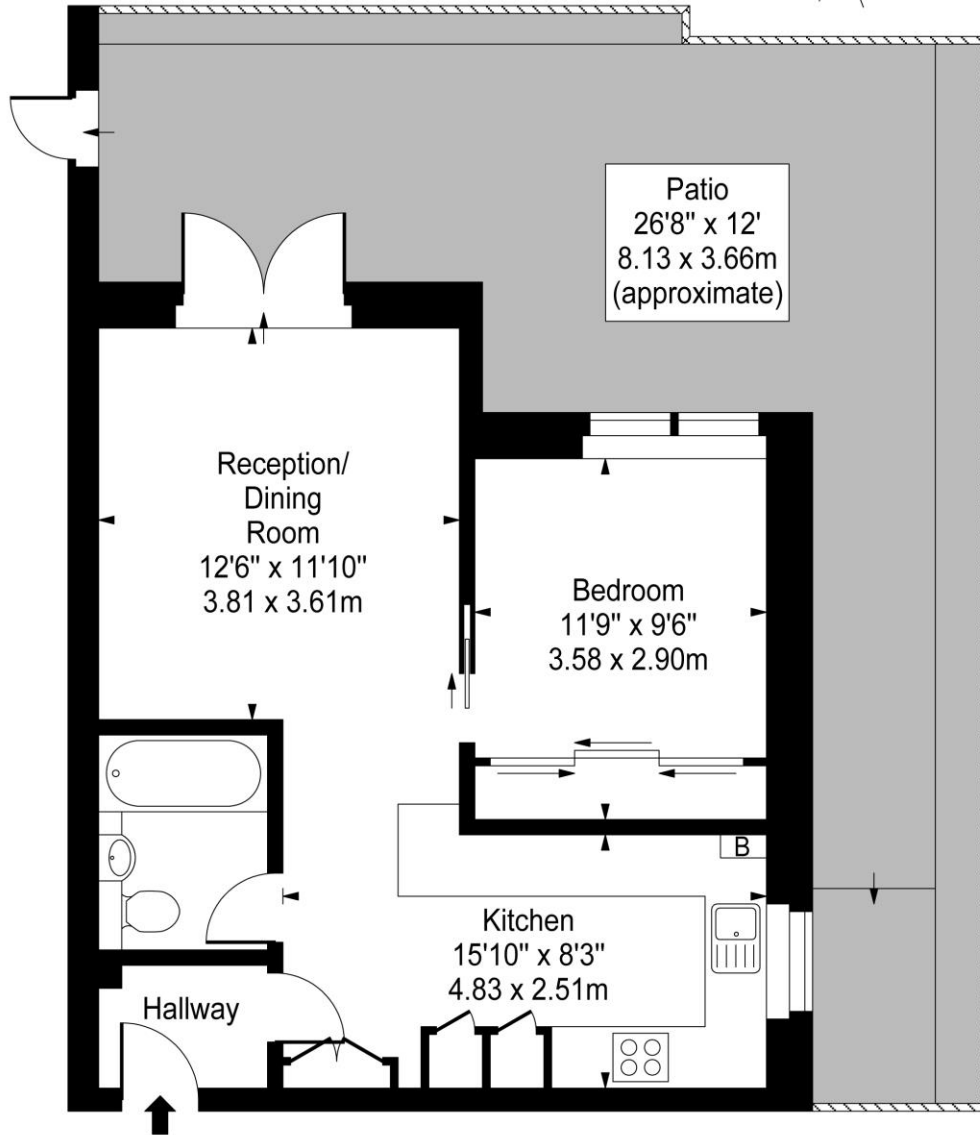 Patio
26'8" x 12'
8.13 x 3.66m
(approximate)
Reception/
Dining
Room
12'6" x 11'10"
3.81 x 3.61m
Bedroom
11'9" x 9'6"
3.58 x 2.90m
B
Kitchen
15'10" x 8'3"
4.83 x 2.51m
Hallway